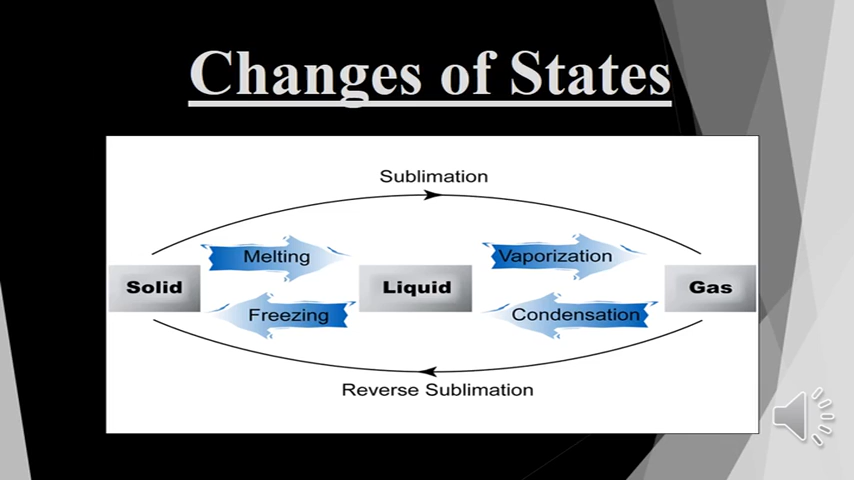 Changes of States
Sublimation
Melting
Vaporization
Solid
Liquid
Gas
Freezing
Condensation
Reverse Sublimation